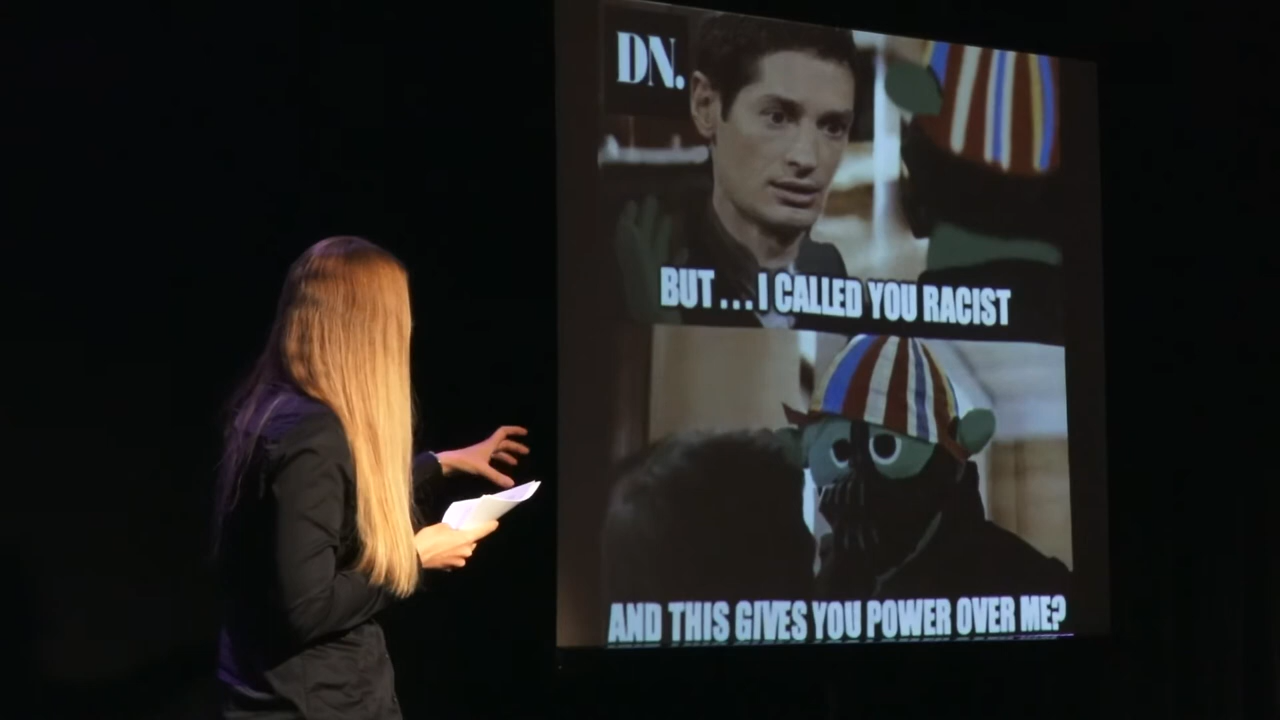 DN.
BUT...I CALLED YOU RACIST
AND THIS GIVES YOU POWER OVER ME?